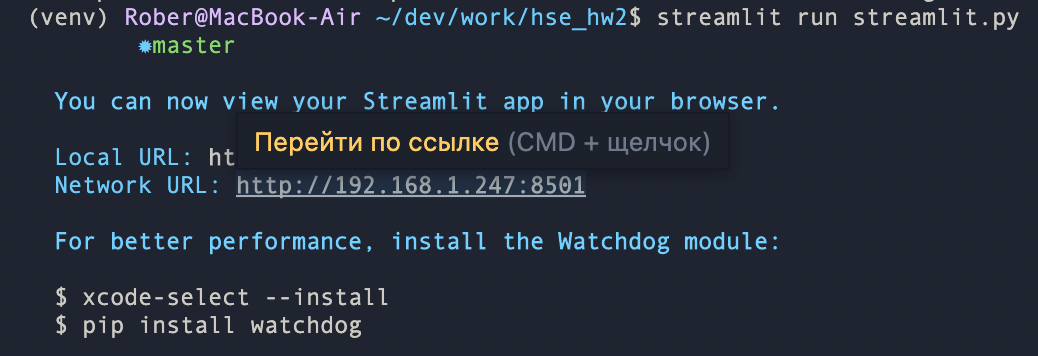 (venv) Rober@MacBook-Air ~/dev/work/hse_hw2$ streamlit run streamlit.py
✹master
You can now view your Streamlit app in your browser.
Перейти по ссылке (CMD + щелчок)
Local URL: ht
Network URL: http://192.168.1.247:8501
For better performance, install the Watchdog module:
$ xcode-select --install
$ pip install watchdog